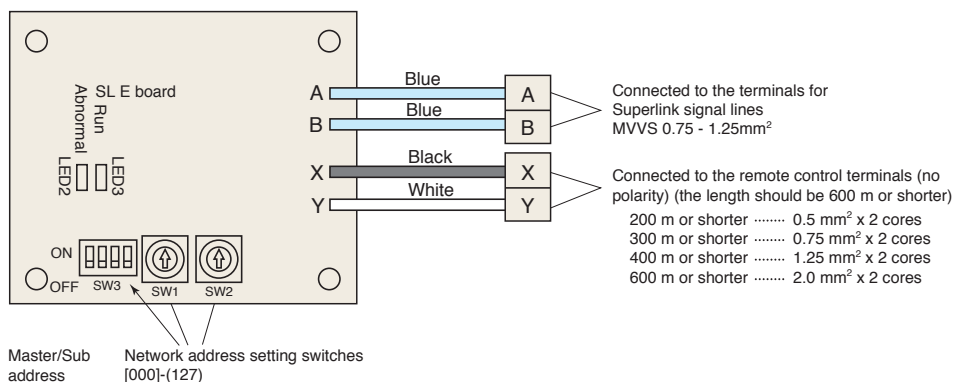 SL E board
Abnormal
Run
LED2
LED3
A
B
X
Y
Blue
Blue
Black
White
A
B
X
Y
Connected to the terminals for
Superlink signal lines
MVVS 0.75 - 1.25mm²
Connected to the remote control terminals (no
polarity) (the length should be 600 m or shorter)
200 m or shorter ........ 0.5 mm² x 2 cores
300 m or shorter ........ 0.75 mm² x 2 cores
400 m or shorter ........ 1.25 mm² x 2 cores
600 m or shorter ........ 2.0 mm² x 2 cores
ON
OFF
SW3
SW1
SW2
Master/Sub
address
Network address setting switches
[000]-(127)